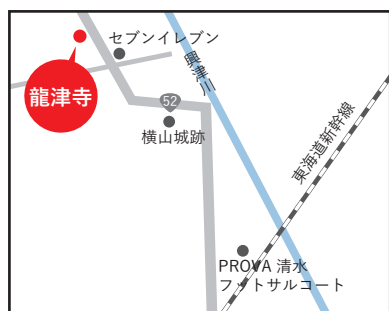 セブンイレブン
龍津寺
興津川
52
横山城跡
東海道新幹線
PROVA 清水
フットサルコート